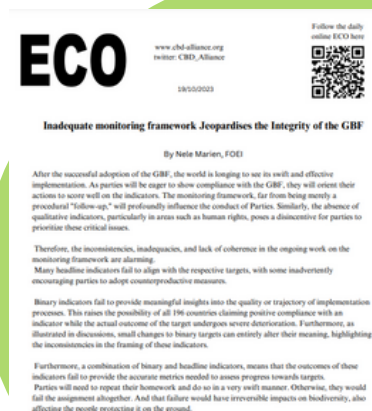 ECO
www.cbd-alliance.org
twitter: CBD_Alliance
19/10/2023
Follow the daily
online ECO here
Inadequate monitoring framework Jeopardises the Integrity of the GBF
By Nele Marien, FOEI
After the successful adoption of the GBF, the world is longing to see its swift and effective
implementation. As parties will be eager to show compliance with the GBF, they will orient their
actions to score well on the indicators. The monitoring framework, far from being merely a
procedural "follow-up," will profoundly influence the conduct of Parties. Similarly, the absence of
qualitative indicators, particularly in areas such as human rights, poses a disincentive for parties to
prioritize these critical issues.
Therefore, the inconsistencies, inadequacies, and lack of coherence in the ongoing work on the
monitoring framework are alarming.
Many headline indicators fail to align with the respective targets, with some inadvertently
encouraging parties to adopt counterproductive measures.
Binary indicators fail to provide meaningful insights into the quality or trajectory of implementation
processes. This raises the possibility of all 196 countries claiming positive compliance with an
indicator while the actual outcome of the target undergoes severe deterioration. Furthermore, as
illustrated in discussions, small changes to binary targets can entirely alter their meaning, highlighting
the inconsistencies in the framing of these indicators.
Furthermore, a combination of binary and headline indicators, means that the outcomes of these
indicators fail to provide the accurate metrics needed to assess progress towards targets.
Parties will need to repeat their homework and do so in a very swift manner. Otherwise, they would
fail the assignment altogether. And that failure would have irreversible impacts on biodiversity, also
affecting the people protecting it on the ground.